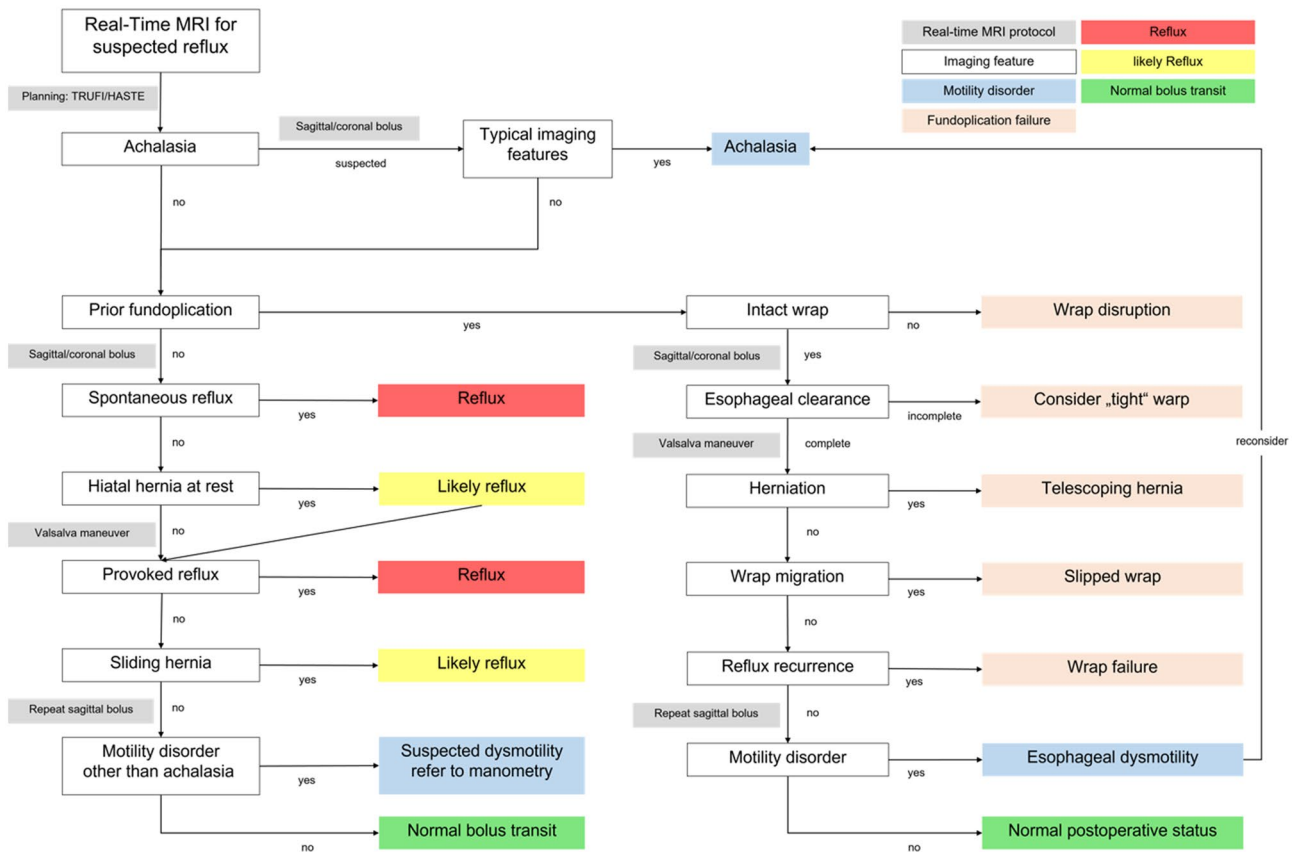 Real-Time MRI for
suspected reflux
Real-time MRI protocol
Reflux
Imaging feature
likely Reflux
Motility disorder
Normal bolus transit
Fundoplication failure
Planning: TRUFI/HASTE
Achalasia
Sagittal/coronal bolus
suspected
Typical imaging
features
yes
Achalasia
no
no
Prior fundoplication
yes
Intact wrap
no
Wrap disruption
Sagittal/coronal bolus
no
Sagittal/coronal bolus
yes
Spontaneous reflux
yes
Reflux
Esophageal clearance
incomplete
Consider „tight“ warp
no
Valsalva maneuver
complete
reconsider
Hiatal hernia at rest
yes
Likely reflux
Herniation
yes
Telescoping hernia
Valsalva maneuver
no
no
Provoked reflux
yes
Reflux
Wrap migration
yes
Slipped wrap
no
no
Sliding hernia
yes
Likely reflux
Reflux recurrence
yes
Wrap failure
Repeat sagittal bolus
no
Repeat sagittal bolus
no
Motility disorder
other than achalasia
yes
Suspected dysmotility
refer to manometry
Motility disorder
yes
Esophageal dysmotility
no
Normal bolus transit
no
Normal postoperative status